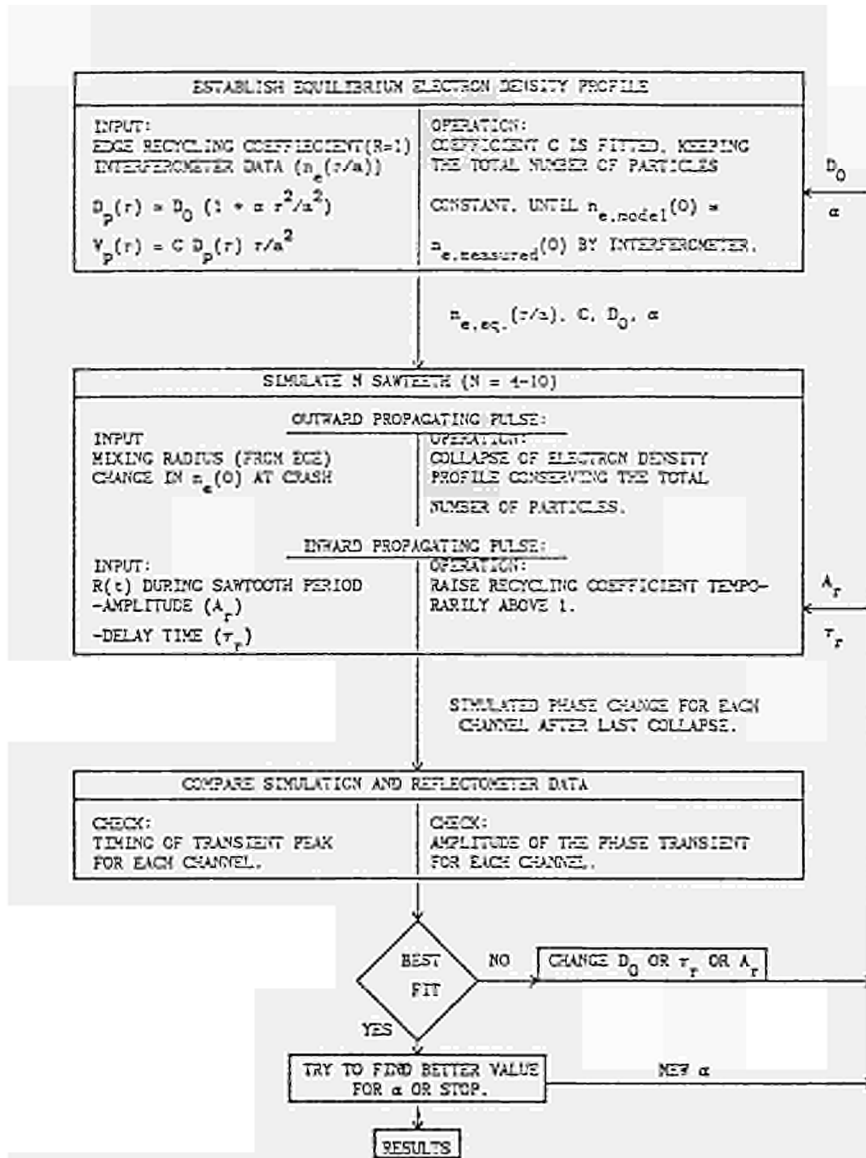 ESTABLISH EQUILIBRIUM ELECTRON DENSITY PROFILE
INPUT:
EDGE RECYCLING COEFFICIENT(R=1)
INTERFEROMETER DATA (n_e(r/a))
D_p(r) = D_0 (1 + α r²/a²)
V_p(r) = C D_p(r) r/a²
OPERATION:
COEFFICIENT C IS FITTED, KEEPING
THE TOTAL NUMBER OF PARTICLES
CONSTANT, UNTIL n_e,model(0) =
n_e,measured(0) BY INTERFEROMETER.
D_0
α
n_e,eq.(r/a), C, D_0, α
SIMULATE N SAWTEETH (N = 4-10)
OUTWARD PROPAGATING PULSE:
INPUT
MIXING RADIUS (FROM ECE)
CHANGE IN n_e(0) AT CRASH
OPERATION:
COLLAPSE OF ELECTRON DENSITY
PROFILE CONSERVING THE TOTAL
NUMBER OF PARTICLES.
INWARD PROPAGATING PULSE:
INPUT:
R(t) DURING SAWTOOTH PERIOD
-AMPLITUDE (A_r)
-DELAY TIME (τ_r)
OPERATION:
RAISE RECYCLING COEFFICIENT TEMPO-
RARILY ABOVE 1.
A_r
τ_r
SIMULATED PHASE CHANGE FOR EACH
CHANNEL AFTER LAST COLLAPSE.
COMPARE SIMULATION AND REFLECTOMETER DATA
CHECK:
TIMING OF TRANSIENT PEAK
FOR EACH CHANNEL.
CHECK:
AMPLITUDE OF THE PHASE TRANSIENT
FOR EACH CHANNEL.
BEST
FIT
NO
CHANGE D_0 OR τ_r OR A_r
YES
TRY TO FIND BETTER VALUE
FOR α OR STOP.
NEW α
RESULTS